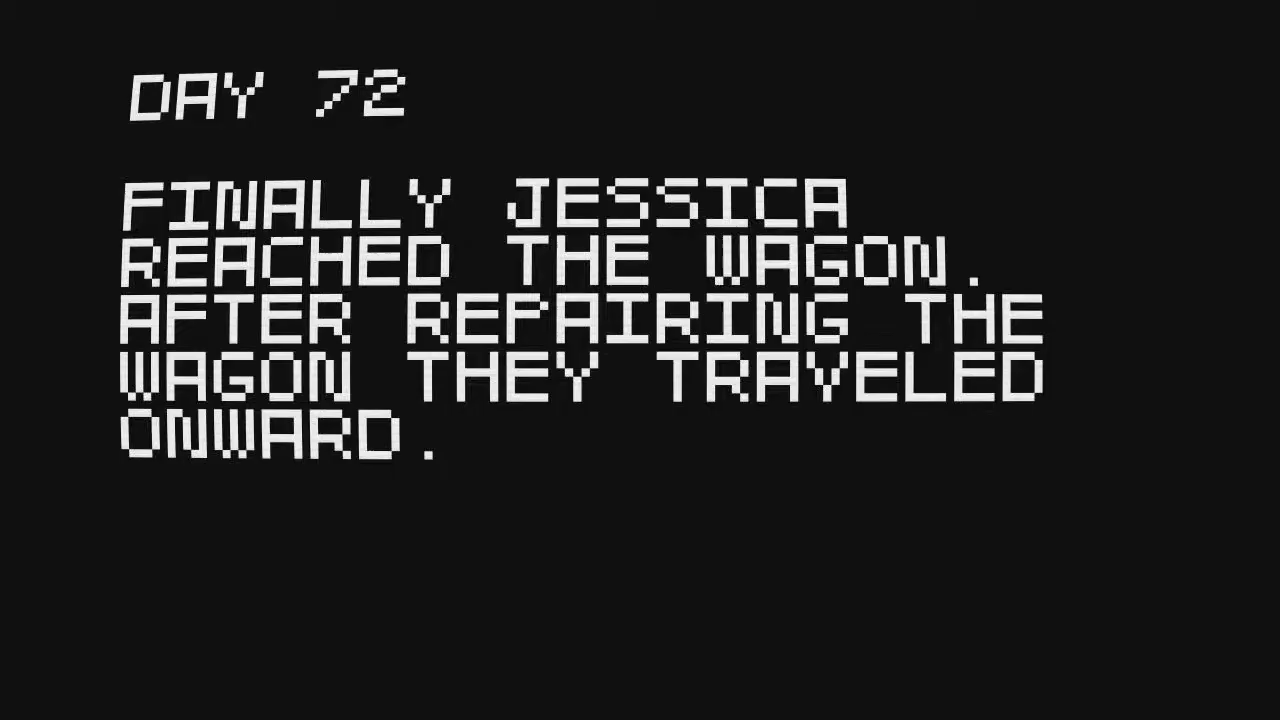 DAY 72
FINALLY JESSICA
REACHED THE WAGON.
AFTER REPAIRING THE
WAGON THEY TRAVELED
ONWARD.